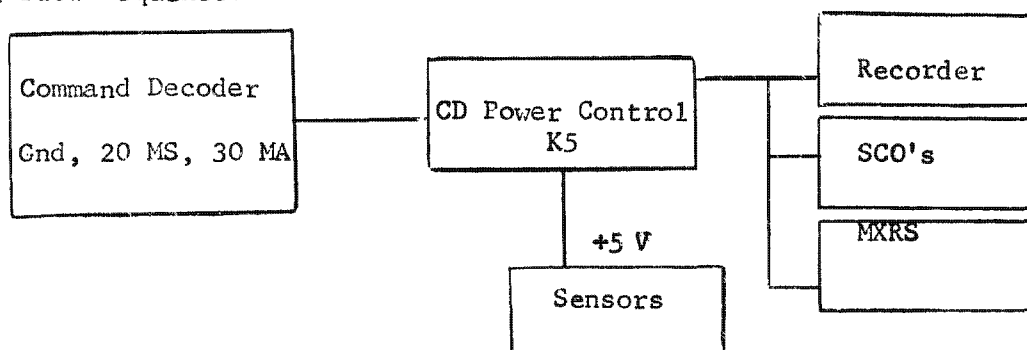 Command Decoder
Gnd, 20 MS, 30 MA
CD Power Control
K5
+5 V
Sensors
Recorder
SCO's
MXRS